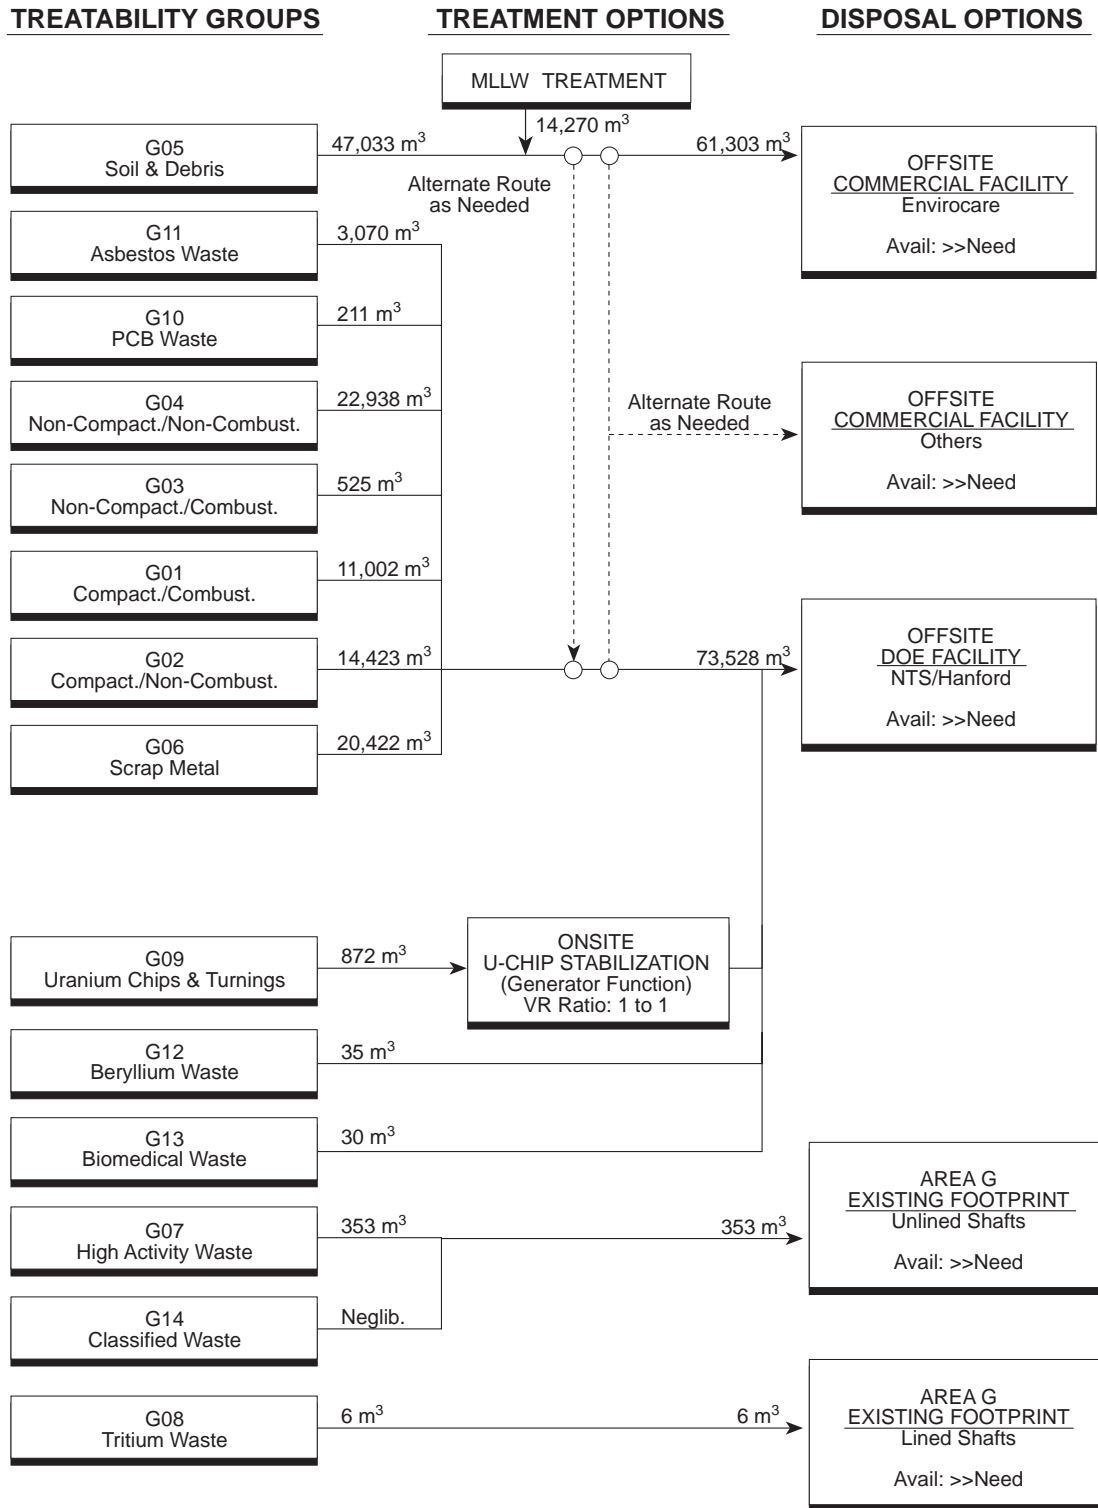 TREATABILITY GROUPS
TREATMENT OPTIONS
DISPOSAL OPTIONS
MLLW TREATMENT
14,270 m³
G05
Soil & Debris
47,033 m³
61,303 m³
OFFSITE
COMMERCIAL FACILITY
Envirocare
Avail: >>Need
Alternate Route
as Needed
G11
Asbestos Waste
3,070 m³
G10
PCB Waste
211 m³
G04
Non-Compact./Non-Combust.
22,938 m³
Alternate Route
as Needed
OFFSITE
COMMERCIAL FACILITY
Others
Avail: >>Need
G03
Non-Compact./Combust.
525 m³
G01
Compact./Combust.
11,002 m³
G02
Compact./Non-Combust.
14,423 m³
73,528 m³
OFFSITE
DOE FACILITY
NTS/Hanford
Avail: >>Need
G06
Scrap Metal
20,422 m³
G09
Uranium Chips & Turnings
872 m³
ONSITE
U-CHIP STABILIZATION
(Generator Function)
VR Ratio: 1 to 1
G12
Beryllium Waste
35 m³
G13
Biomedical Waste
30 m³
G07
High Activity Waste
353 m³
353 m³
AREA G
EXISTING FOOTPRINT
Unlined Shafts
Avail: >>Need
G14
Classified Waste
Neglib.
G08
Tritium Waste
6 m³
6 m³
AREA G
EXISTING FOOTPRINT
Lined Shafts
Avail: >>Need